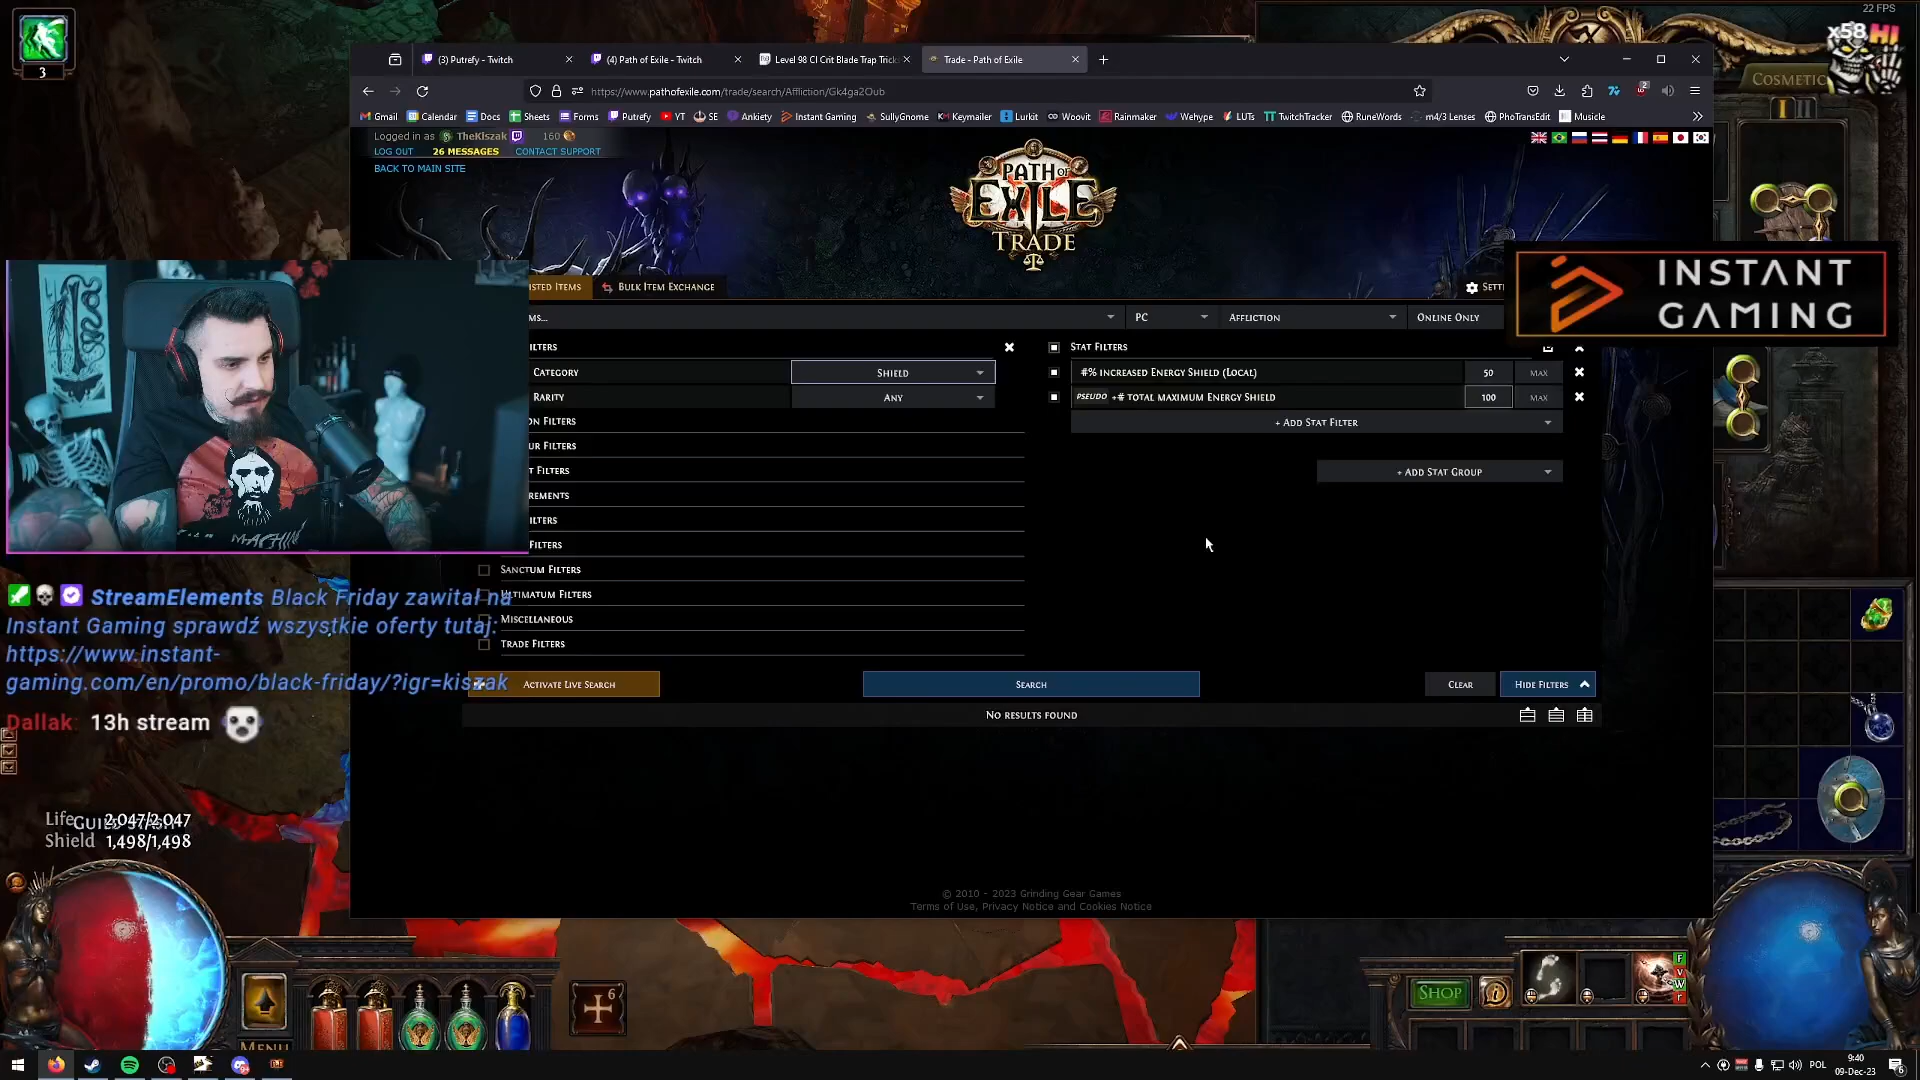 22 FPS
x58 HI
3
(3) Putrefy - Twitch
(4) Path of Exile - Twitch
Level 98 CI Crit Blade Trap Trick
Trade - Path of Exile
Cosmetic
https://www.pathofexile.com/trade/search/Affliction/Gk4ga2Oub
Gmail Calendar Docs Sheets Forms Putrefy YT SE Ankiety Instant Gaming SullyGnome Keymailer Lurkit Woovit Rainmaker Wehype LUTs TwitchTracker RuneWords m4/3 Lenses PhoTransEdit Musicle
Logged in as TheKiszak 160
LOG OUT 26 MESSAGES CONTACT SUPPORT
BACK TO MAIN SITE
PATH OF EXILE TRADE
INSTANT GAMING
Bulk Item Exchange
PC
Affliction
Online Only
Category
Shield
Rarity
Any
Sanctum Filters
Ultimatum Filters
Miscellaneous
Trade Filters
Stat Filters
#% increased Energy Shield (Local) 50 MAX
PSEUDO +# total maximum Energy Shield 100 MAX
+ Add Stat Filter
+ Add Stat Group
Activate Live Search
Search
Clear
Hide Filters
No results found
StreamElements Black Friday zawitał na
Instant Gaming sprawdź wszystkie oferty tutaj:
https://www.instant-
gaming.com/en/promo/black-friday/?igr=kiszak
Dallak: 13h stream
Life 2,047/2,047
Shield 1,498/1,498
© 2010 - 2023 Grinding Gear Games
Terms of Use, Privacy Notice and Cookies Notice
6
Menu
Shop
F
V
W
r
POL
9:40
09-Dec-23